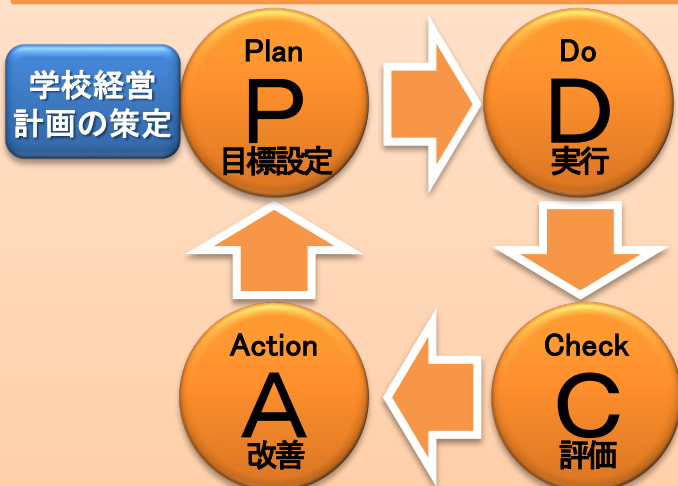 学校経営
計画の策定
Plan
P
目標設定
Do
D
実行
Check
C
評価
Action
A
改善